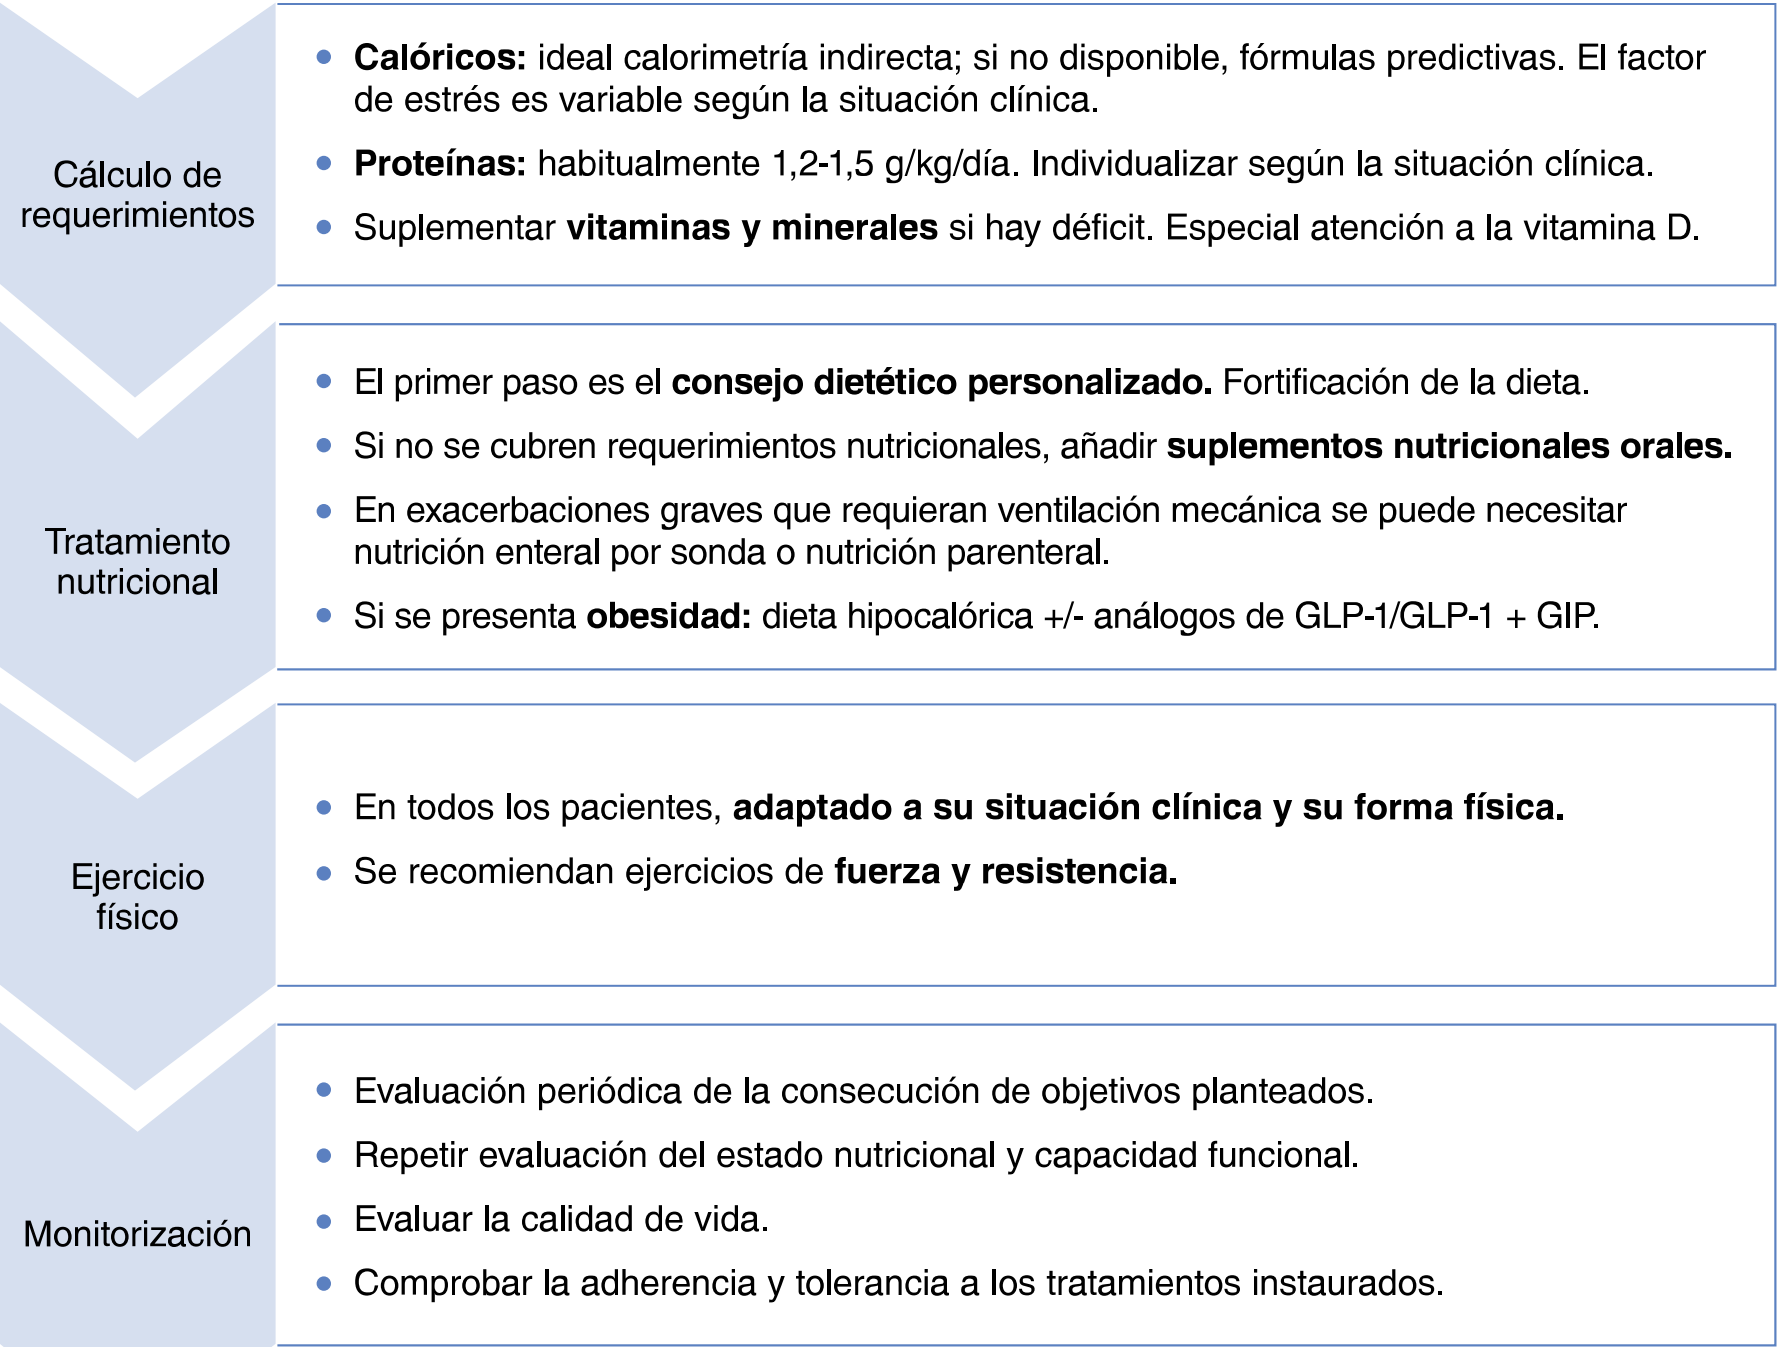 Cálculo de
requerimientos
• Calóricos: ideal calorimetría indirecta; si no disponible, fórmulas predictivas. El factor
de estrés es variable según la situación clínica.
• Proteínas: habitualmente 1,2-1,5 g/kg/día. Individualizar según la situación clínica.
• Suplementar vitaminas y minerales si hay déficit. Especial atención a la vitamina D.
Tratamiento
nutricional
• El primer paso es el consejo dietético personalizado. Fortificación de la dieta.
• Si no se cubren requerimientos nutricionales, añadir suplementos nutricionales orales.
• En exacerbaciones graves que requieran ventilación mecánica se puede necesitar
nutrición enteral por sonda o nutrición parenteral.
• Si se presenta obesidad: dieta hipocalórica +/- análogos de GLP-1/GLP-1 + GIP.
Ejercicio
físico
• En todos los pacientes, adaptado a su situación clínica y su forma física.
• Se recomiendan ejercicios de fuerza y resistencia.
Monitorización
• Evaluación periódica de la consecución de objetivos planteados.
• Repetir evaluación del estado nutricional y capacidad funcional.
• Evaluar la calidad de vida.
• Comprobar la adherencia y tolerancia a los tratamientos instaurados.